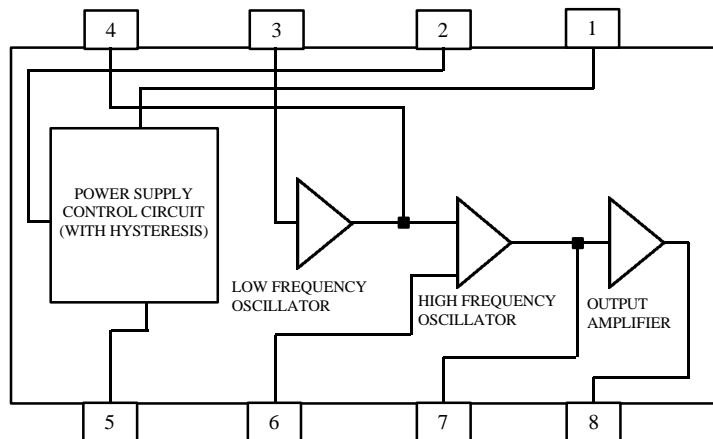 4
3
2
1
POWER SUPPLY
CONTROL CIRCUIT
(WITH HYSTERESIS)
LOW FREQUENCY
OSCILLATOR
HIGH FREQUENCY
OSCILLATOR
OUTPUT
AMPLIFIER
5
6
7
8